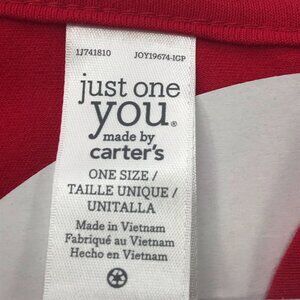 1J741810 JOY19674-IGP
just one
you®
made by
carter's
ONE SIZE /
TAILLE UNIQUE /
UNITALLA
Made in Vietnam
Fabriqué au Vietnam
Hecho en Vietnam